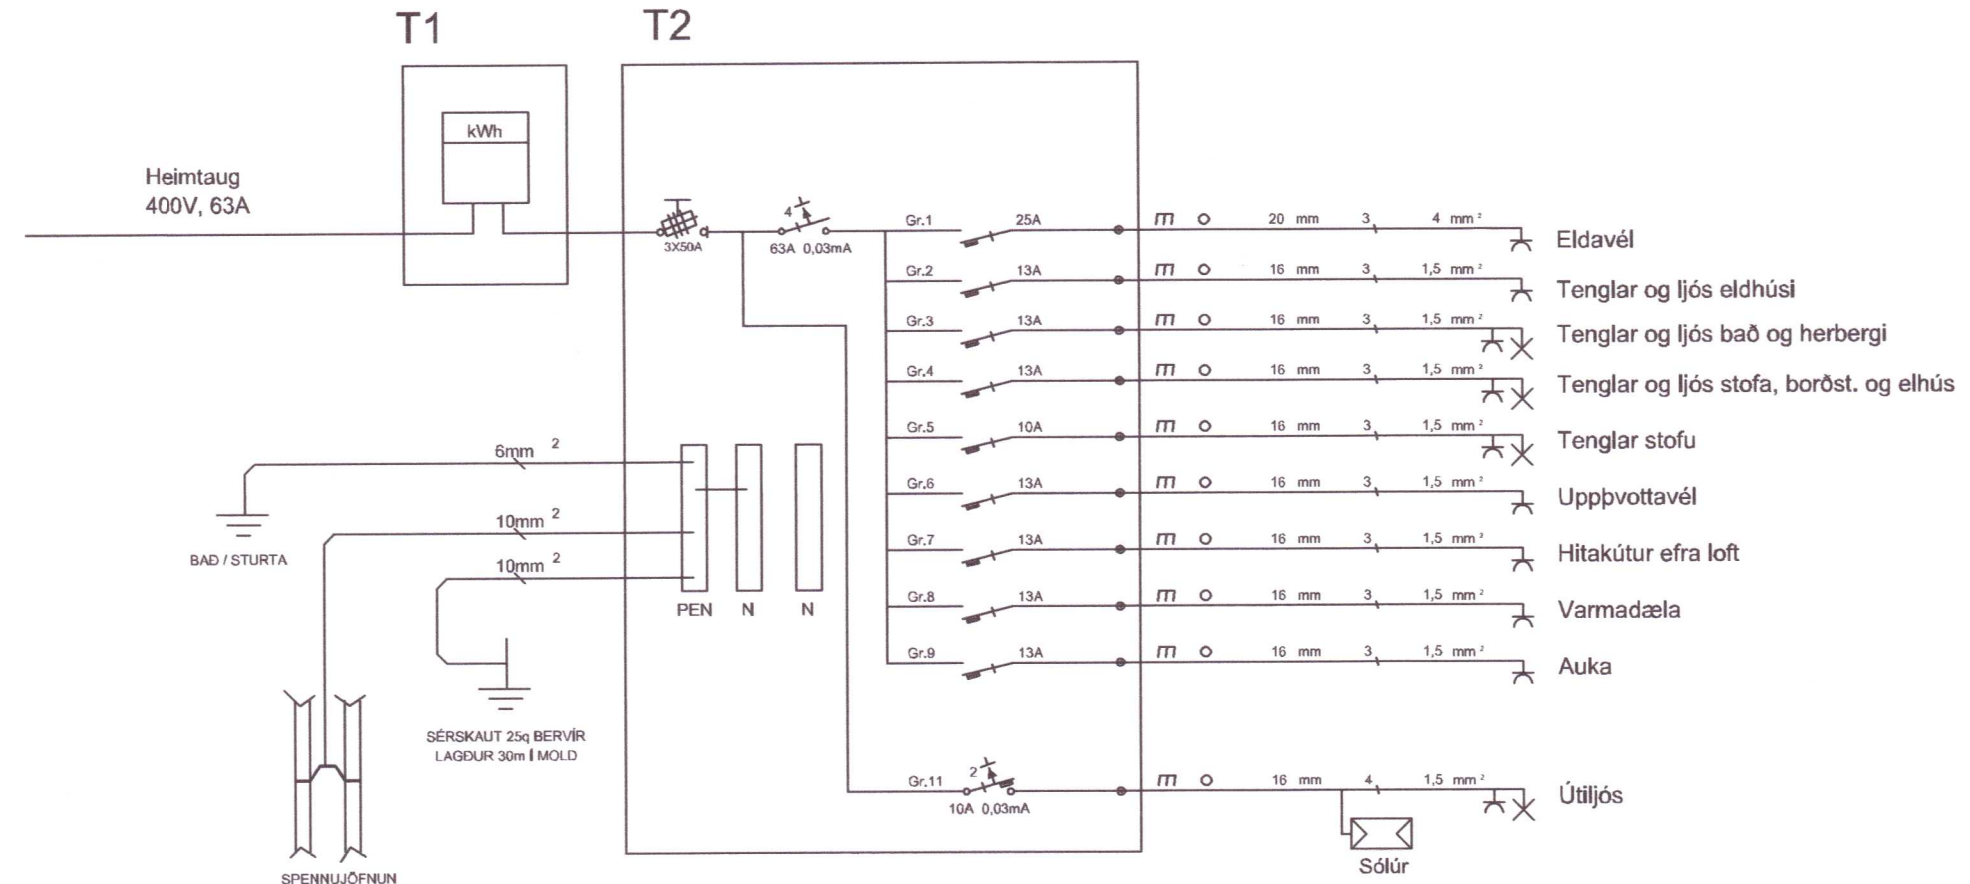 T1
T2
kWh
Heimtaug
400V, 63A
3X50A
4
63A 0,03mA
Gr.1 25A m O 20 mm 3 4 mm² Eldavél
Gr.2 13A m O 16 mm 3 1,5 mm² Tenglar og ljós eldhúsi
Gr.3 13A m O 16 mm 3 1,5 mm² Tenglar og ljós bað og herbergi
Gr.4 13A m O 16 mm 3 1,5 mm² Tenglar og ljós stofa, borðst. og elhús
Gr.5 10A m O 16 mm 3 1,5 mm² Tenglar stofu
Gr.6 13A m O 16 mm 3 1,5 mm² Uppþvottavél
Gr.7 13A m O 16 mm 3 1,5 mm² Hitakútur efra loft
Gr.8 13A m O 16 mm 3 1,5 mm² Varmadæla
Gr.9 13A m O 16 mm 3 1,5 mm² Auka
6mm²
10mm²
10mm²
BAÐ / STURTA
PEN N N
SÉRSKAUT 25q BERVÍR
LAGÐUR 30m Í MOLD
SPENNUJÖFNUN
2
Gr.11 m O 16 mm 4 1,5 mm² Útiljós
10A 0,03mA
Sólúr